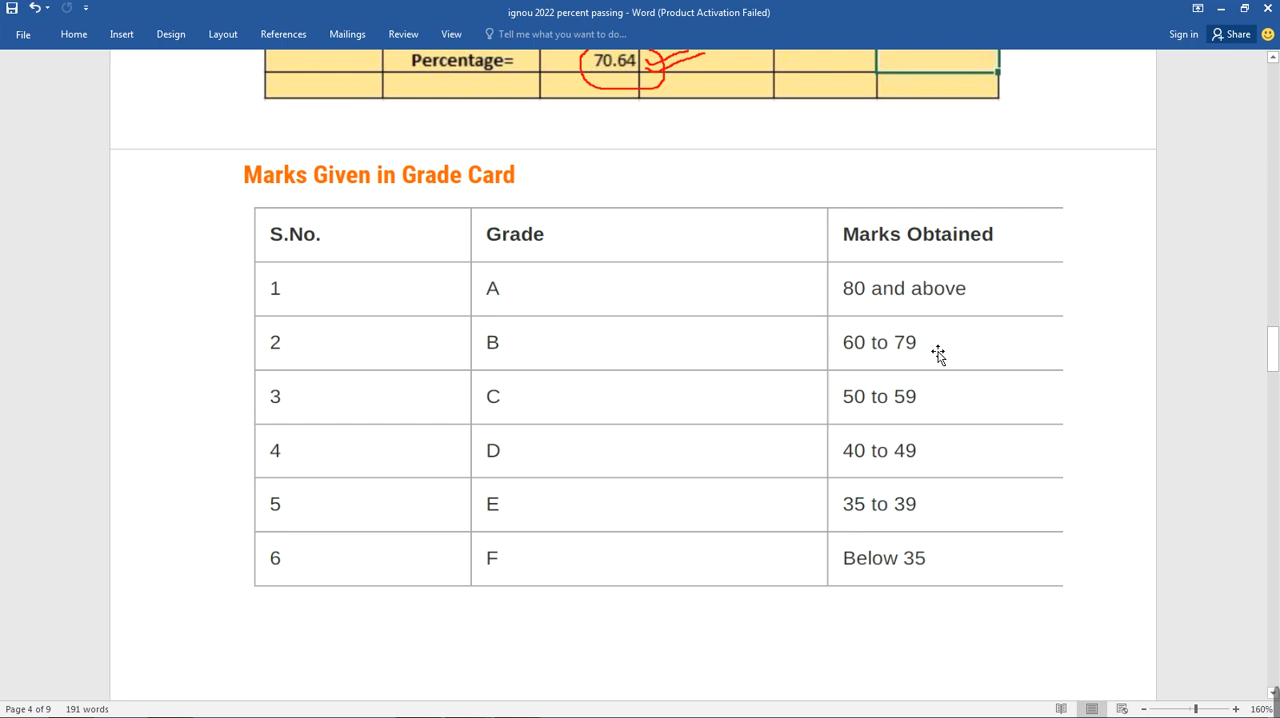 ignou 2022 percent passing - Word (Product Activation Failed)
File Home Insert Design Layout References Mailings Review View Tell me what you want to do... Sign in Share
Percentage= 70.64
Marks Given in Grade Card
S.No. Grade Marks Obtained
1 A 80 and above
2 B 60 to 79
3 C 50 to 59
4 D 40 to 49
5 E 35 to 39
6 F Below 35
Page 4 of 9 191 words 160%